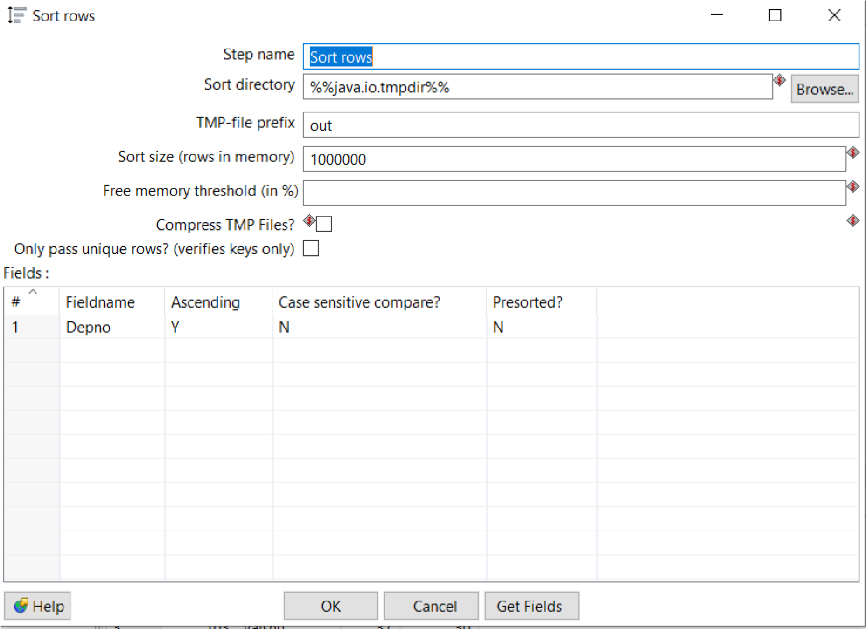 Sort rows
Step name Sort rows
Sort directory %%java.io.tmpdir%% Browse...
TMP-file prefix out
Sort size (rows in memory) 1000000
Free memory threshold (in %)
Compress TMP Files?
Only pass unique rows? (verifies keys only)
Fields :
# Fieldname Ascending Case sensitive compare? Presorted?
1 Depno Y N N
Help OK Cancel Get Fields